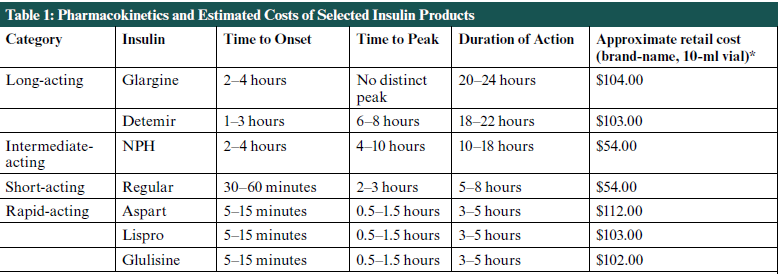 Table 1: Pharmacokinetics and Estimated Costs of Selected Insulin Products
Category Insulin Time to Onset Time to Peak Duration of Action Approximate retail cost
(brand-name, 10-ml vial)*
Long-acting Glargine 2–4 hours No distinct 20–24 hours $104.00
peak
Detemir 1–3 hours 6–8 hours 18–22 hours $103.00
Intermediate- NPH 2–4 hours 4–10 hours 10–18 hours $54.00
acting
Short-acting Regular 30–60 minutes 2–3 hours 5–8 hours $54.00
Rapid-acting Aspart 5–15 minutes 0.5–1.5 hours 3–5 hours $112.00
Lispro 5–15 minutes 0.5–1.5 hours 3–5 hours $103.00
Glulisine 5–15 minutes 0.5–1.5 hours 3–5 hours $102.00